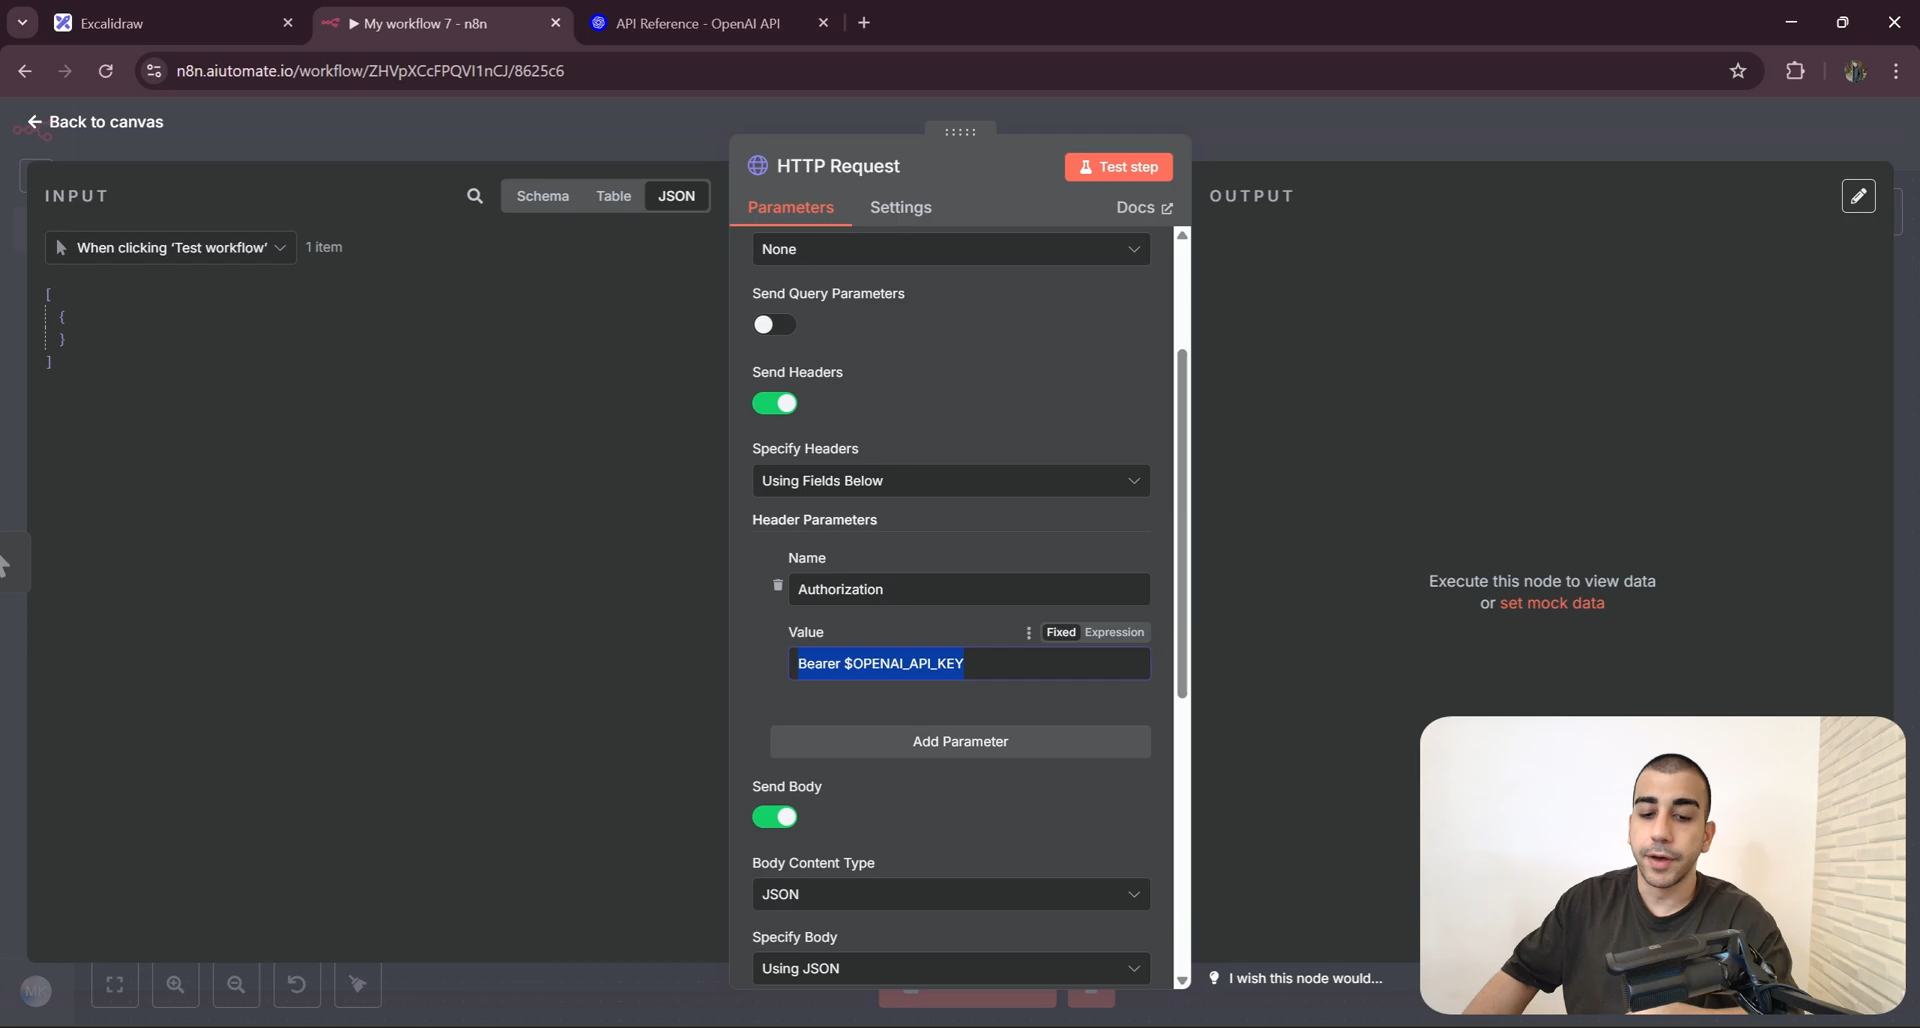 Excalidraw
▶ My workflow 7 - n8n
API Reference - OpenAI API
n8n.aiutomate.io/workflow/ZHVpXCcFPQVI1nCJ/8625c6
Back to canvas
INPUT
Schema
Table
JSON
When clicking ‘Test workflow’
1 item
[
{
}
]
HTTP Request
Test step
Parameters
Settings
Docs
None
Send Query Parameters
Send Headers
Specify Headers
Using Fields Below
Header Parameters
Name
Authorization
Value
Fixed
Expression
Bearer $OPENAI_API_KEY
Add Parameter
Send Body
Body Content Type
JSON
Specify Body
Using JSON
OUTPUT
Execute this node to view data
or set mock data
I wish this node would...
MK